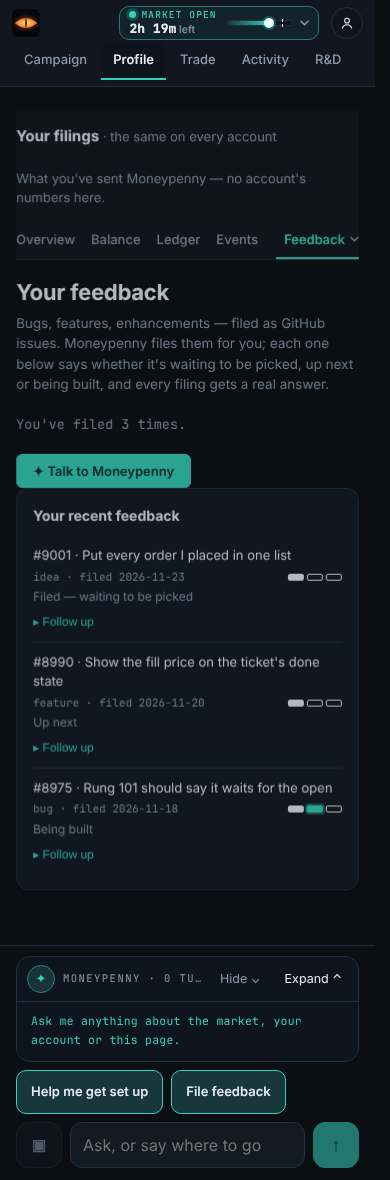 MARKET OPEN
2h 19m left
Campaign Profile Trade Activity R&D
Your filings · the same on every account
What you've sent Moneypenny — no account's
numbers here.
Overview Balance Ledger Events Feedback
Your feedback
Bugs, features, enhancements — filed as GitHub
issues. Moneypenny files them for you; each one
below says whether it's waiting to be picked, up next
or being built, and every filing gets a real answer.
You've filed 3 times.
✦ Talk to Moneypenny
Your recent feedback
#9001 · Put every order I placed in one list
idea · filed 2026-11-23
Filed — waiting to be picked
▸ Follow up
#8990 · Show the fill price on the ticket's done
state
feature · filed 2026-11-20
Up next
▸ Follow up
#8975 · Rung 101 should say it waits for the open
bug · filed 2026-11-18
Being built
▸ Follow up
MONEYPENNY · 0 TU… Hide Expand
Ask me anything about the market, your
account or this page.
Help me get set up File feedback
Ask, or say where to go